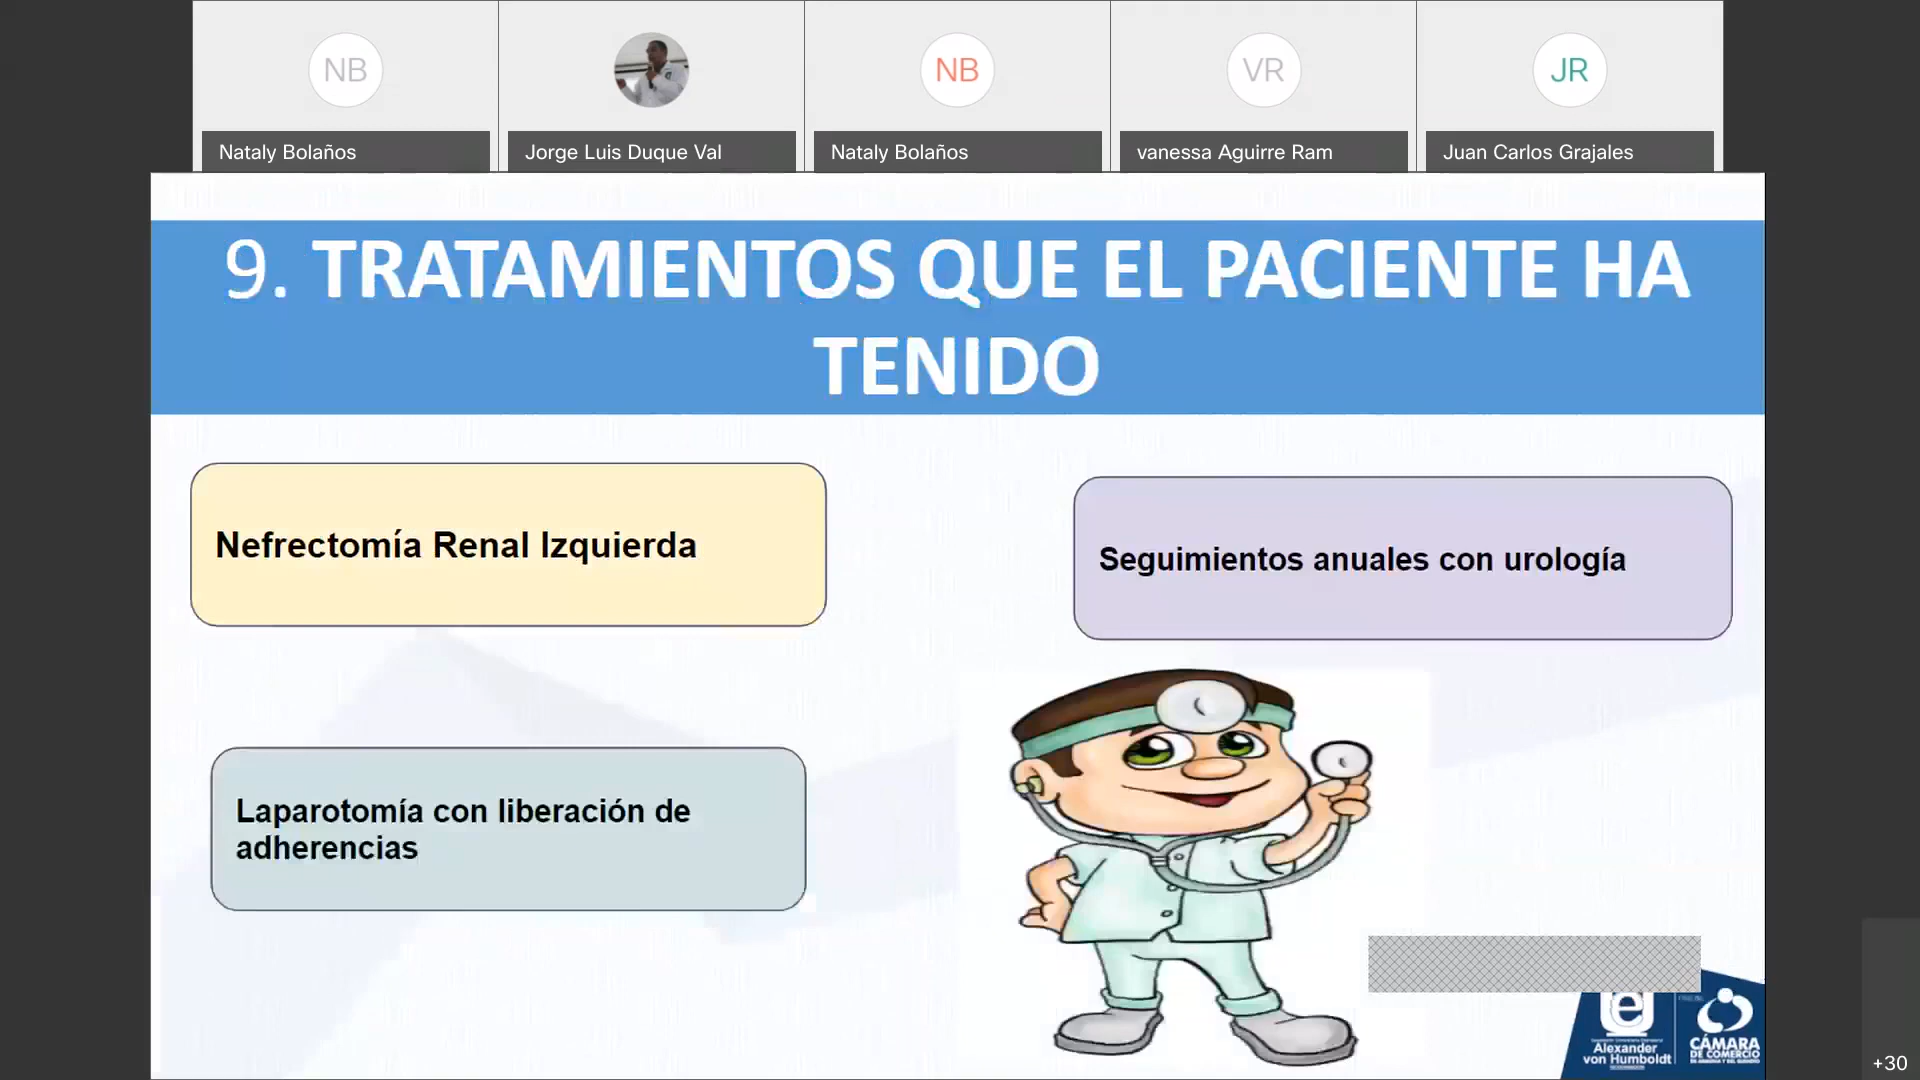 NB
NB
VR
JR
Nataly Bolaños
Jorge Luis Duque Val
Nataly Bolaños
vanessa Aguirre Ram
Juan Carlos Grajales
9. TRATAMIENTOS QUE EL PACIENTE HA
TENIDO
Nefrectomía Renal Izquierda
Seguimientos anuales con urología
Laparotomía con liberación de
adherencias
Alexander
von Humboldt
CÁMARA
DE COMERCIO
+30